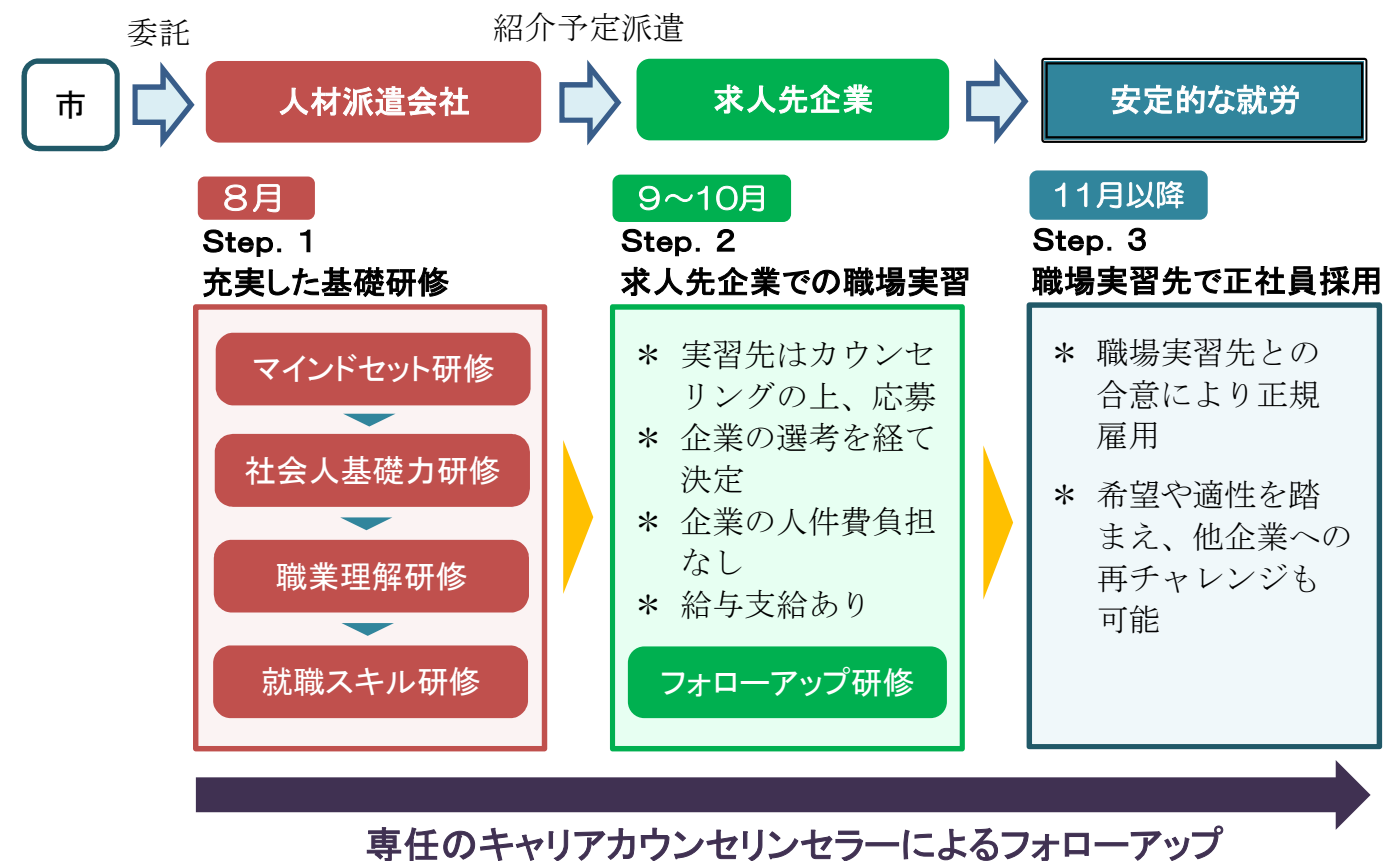 委託
紹介予定派遣
市
人材派遣会社
求人先企業
安定的な就労
8月
Step. 1
充実した基礎研修
マインドセット研修
社会人基礎力研修
職業理解研修
就職スキル研修
9～10月
Step. 2
求人先企業での職場実習
＊ 実習先はカウンセ
リングの上、応募
＊ 企業の選考を経て
決定
＊ 企業の人件費負担
なし
＊ 給与支給あり
フォローアップ研修
11月以降
Step. 3
職場実習先で正社員採用
＊ 職場実習先との
合意により正規
雇用
＊ 希望や適性を踏
まえ、他企業への
再チャレンジも
可能
専任のキャリアカウンセリンセラーによるフォローアップ